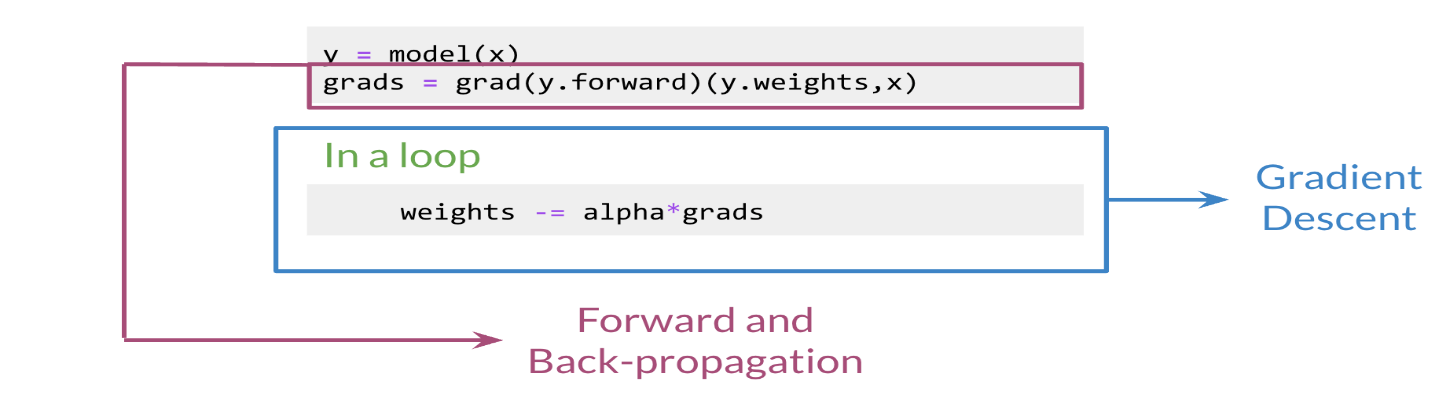 y = model(x)
grads = grad(y.forward)(y.weights,x)
In a loop
weights -= alpha*grads
Gradient
Descent
Forward and
Back-propagation